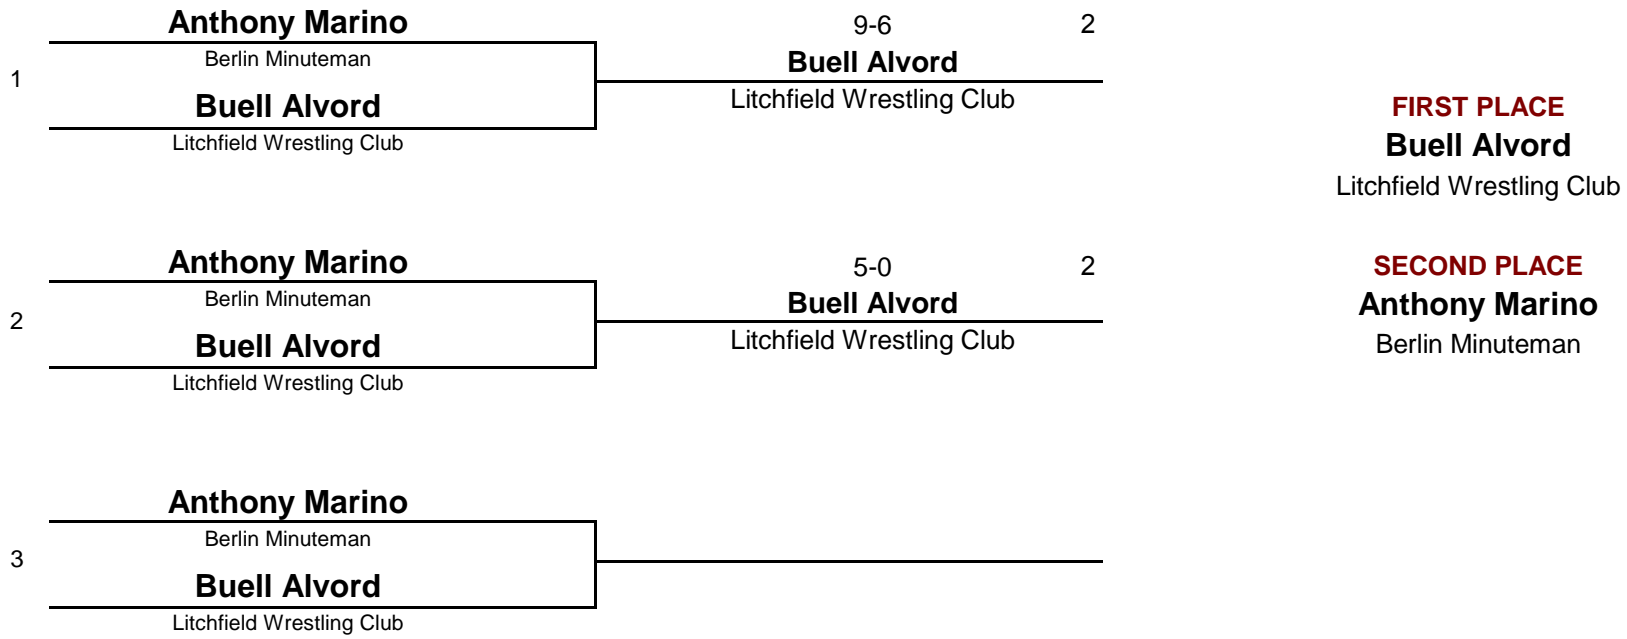 Anthony Marino
Berlin Minuteman
1
Buell Alvord
Litchfield Wrestling Club
9-6 2
Buell Alvord
Litchfield Wrestling Club
FIRST PLACE
Buell Alvord
Litchfield Wrestling Club
Anthony Marino
Berlin Minuteman
2
Buell Alvord
Litchfield Wrestling Club
5-0 2
Buell Alvord
Litchfield Wrestling Club
SECOND PLACE
Anthony Marino
Berlin Minuteman
Anthony Marino
Berlin Minuteman
3
Buell Alvord
Litchfield Wrestling Club